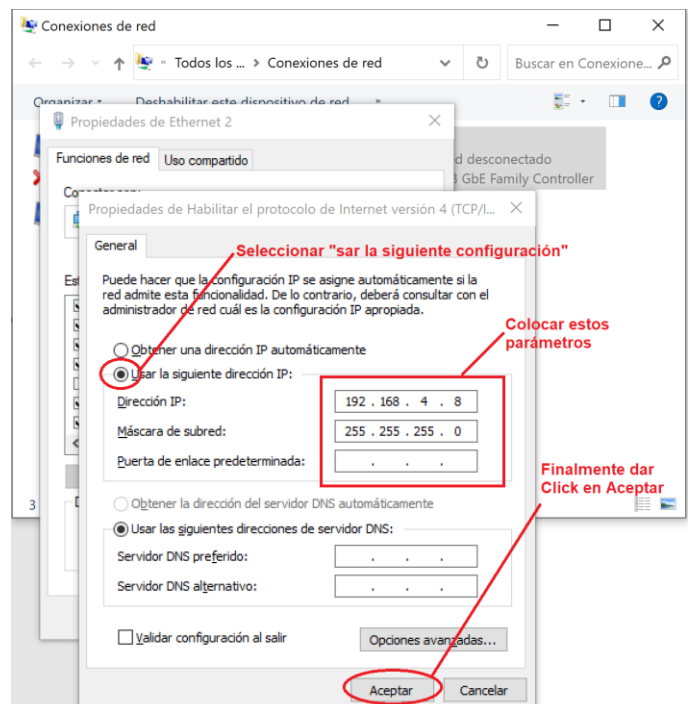 Conexiones de red
Todos los ... > Conexiones de red
Buscar en Conexione...
Organizar
Deshabilitar este dispositivo de red
Propiedades de Ethernet 2
Funciones de red
Uso compartido
d desconectado
GbE Family Controller
Propiedades de Habilitar el protocolo de Internet versión 4 (TCP/I...
General
Seleccionar "sar la siguiente configuración"
Puede hacer que la configuración IP se asigne automáticamente si la
red admite esta funcionalidad. De lo contrario, deberá consultar con el
administrador de red cuál es la configuración IP apropiada.
Colocar estos
parámetros
Obtener una dirección IP automáticamente
Usar la siguiente dirección IP:
Dirección IP:
192 . 168 . 4 . 8
Máscara de subred:
255 . 255 . 255 . 0
Puerta de enlace predeterminada:
. . .
Finalmente dar
Click en Aceptar
3
Obtener la dirección del servidor DNS automáticamente
Usar las siguientes direcciones de servidor DNS:
Servidor DNS preferido:
. . .
Servidor DNS alternativo:
. . .
Validar configuración al salir
Opciones avanzadas...
Aceptar
Cancelar